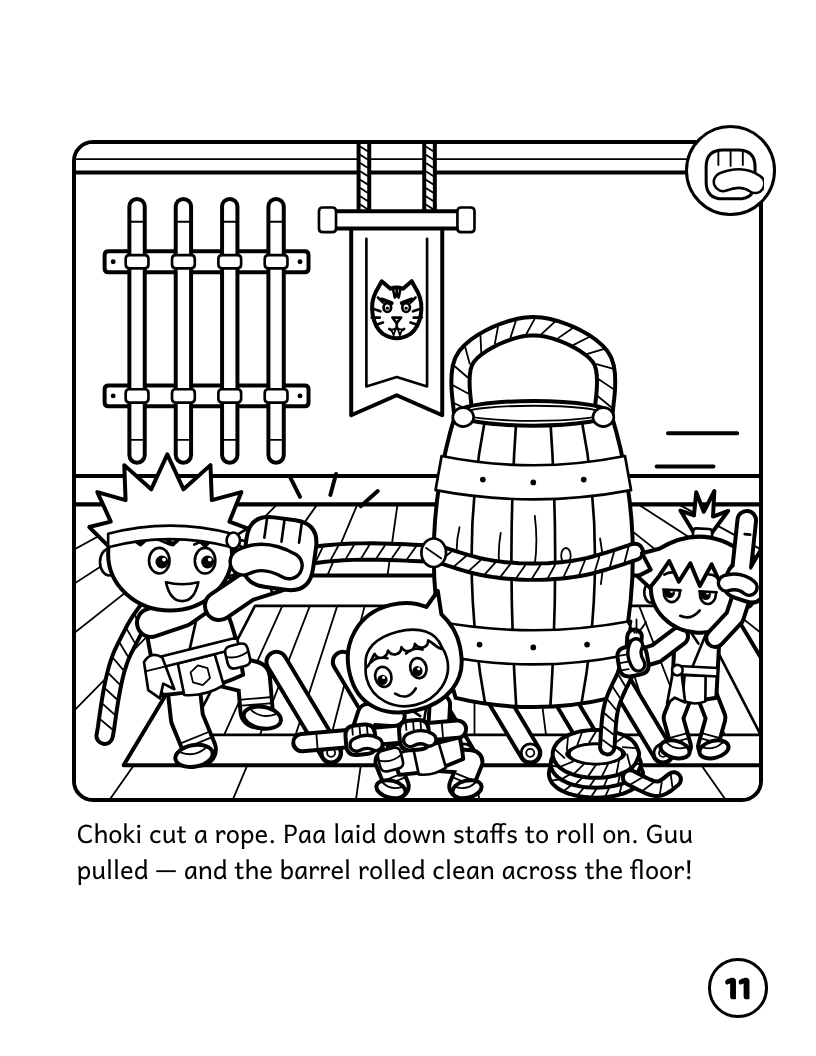 Choki cut a rope. Paa laid down staffs to roll on. Guu
pulled — and the barrel rolled clean across the floor!
11